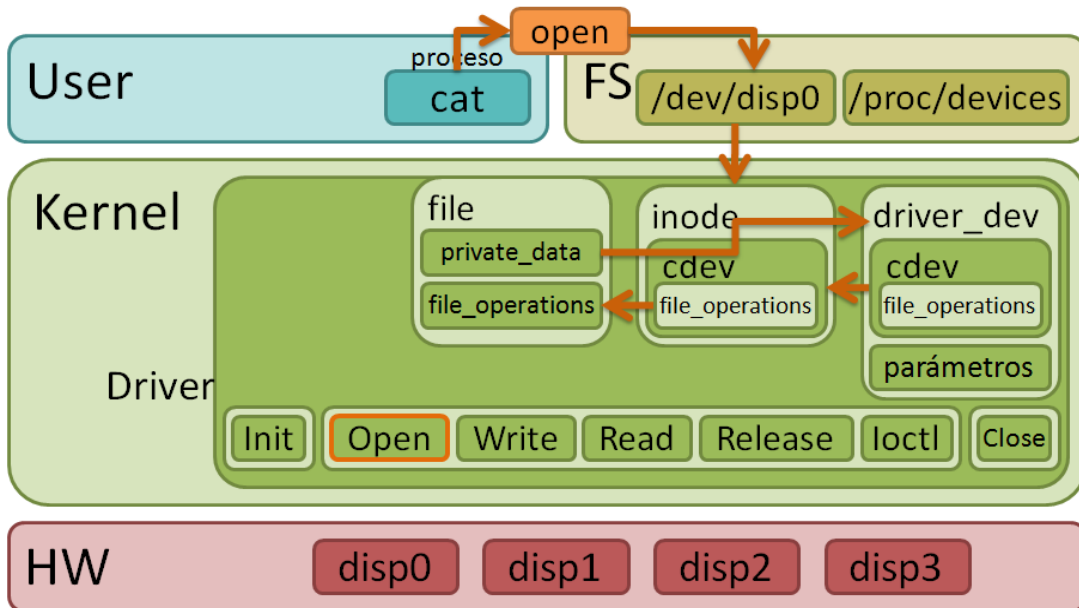 open
User
proceso
cat
FS
/dev/disp0
/proc/devices
Kernel
file
private_data
file_operations
inode
cdev
file_operations
driver_dev
cdev
file_operations
parámetros
Driver
Init
Open
Write
Read
Release
Ioctl
Close
HW
disp0
disp1
disp2
disp3